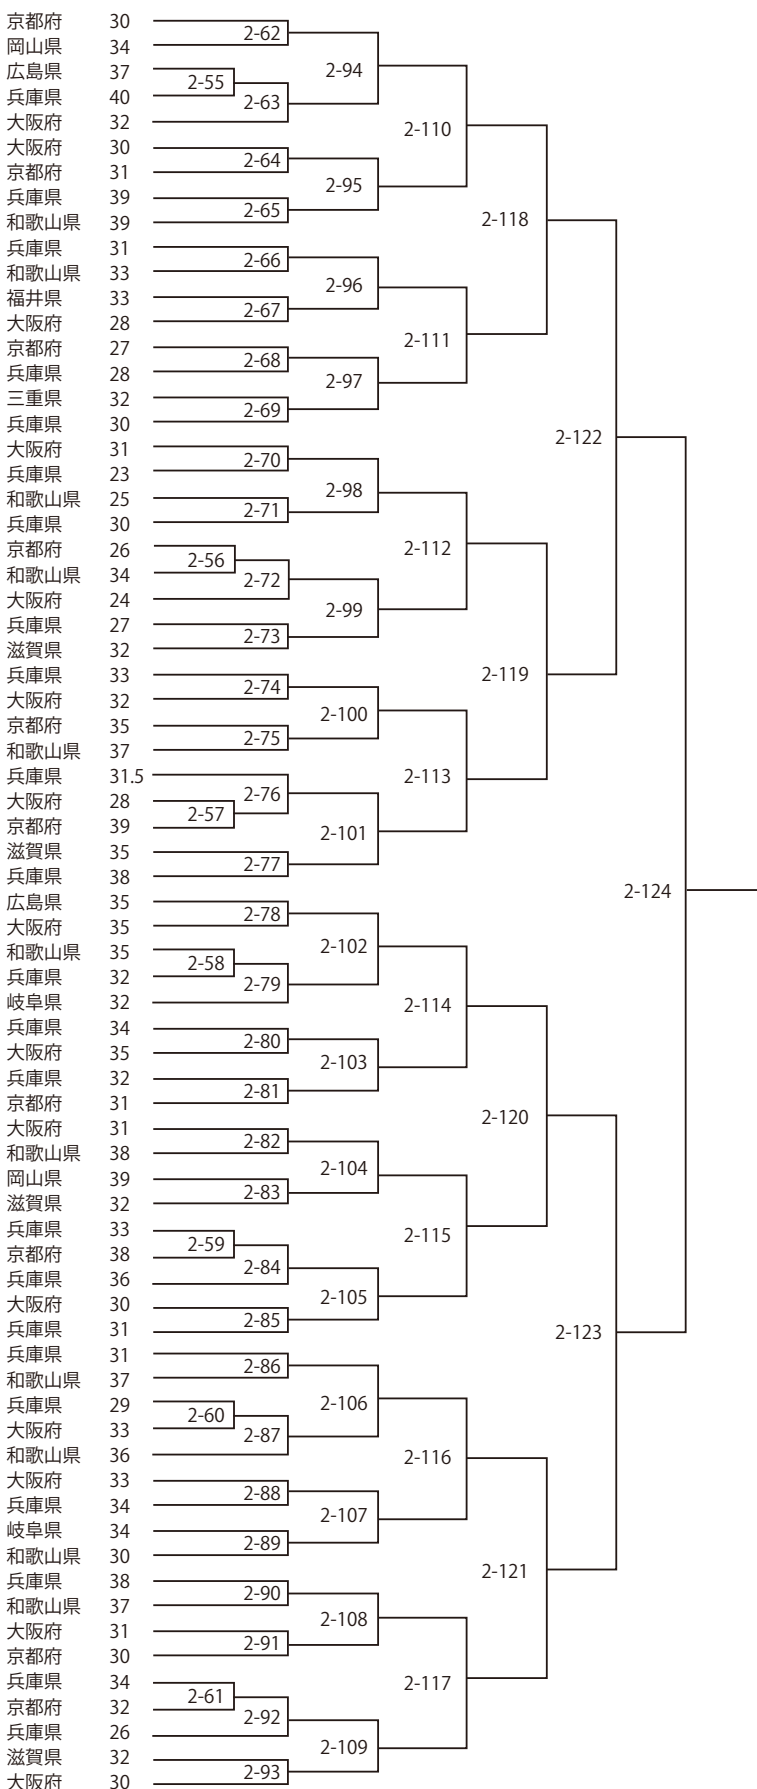 京都府 30
2-62
岡山県 34
2-94
広島県 37
2-55
兵庫県 40
2-63
大阪府 32
2-110
大阪府 30
2-64
京都府 31
2-95
兵庫県 39
2-65
和歌山県 39
2-118
兵庫県 31
2-66
和歌山県 33
2-96
福井県 33
2-67
大阪府 28
2-111
京都府 27
2-68
兵庫県 28
2-97
三重県 32
2-69
兵庫県 30
2-122
大阪府 31
2-70
兵庫県 23
2-98
和歌山県 25
2-71
兵庫県 30
2-112
京都府 26
2-56
和歌山県 34
2-72
大阪府 24
2-99
兵庫県 27
2-73
滋賀県 32
2-119
兵庫県 33
2-74
大阪府 32
2-100
京都府 35
2-75
和歌山県 37
2-113
兵庫県 31.5
2-76
大阪府 28
2-57
京都府 39
2-101
滋賀県 35
2-77
兵庫県 38
2-124
広島県 35
2-78
大阪府 35
2-102
和歌山県 35
2-58
兵庫県 32
2-79
岐阜県 32
2-114
兵庫県 34
2-80
大阪府 35
2-103
兵庫県 32
2-81
京都府 31
2-120
大阪府 31
2-82
和歌山県 38
2-104
岡山県 39
2-83
滋賀県 32
2-115
兵庫県 33
2-59
京都府 38
2-84
兵庫県 36
2-105
大阪府 30
2-85
兵庫県 31
2-123
兵庫県 31
2-86
和歌山県 37
2-106
兵庫県 29
2-60
大阪府 33
2-87
和歌山県 36
2-116
大阪府 33
2-88
兵庫県 34
2-107
岐阜県 34
2-89
和歌山県 30
2-121
兵庫県 38
2-90
和歌山県 37
2-108
大阪府 31
2-91
京都府 30
2-117
兵庫県 34
2-61
京都府 32
2-92
兵庫県 26
2-109
滋賀県 32
2-93
大阪府 30